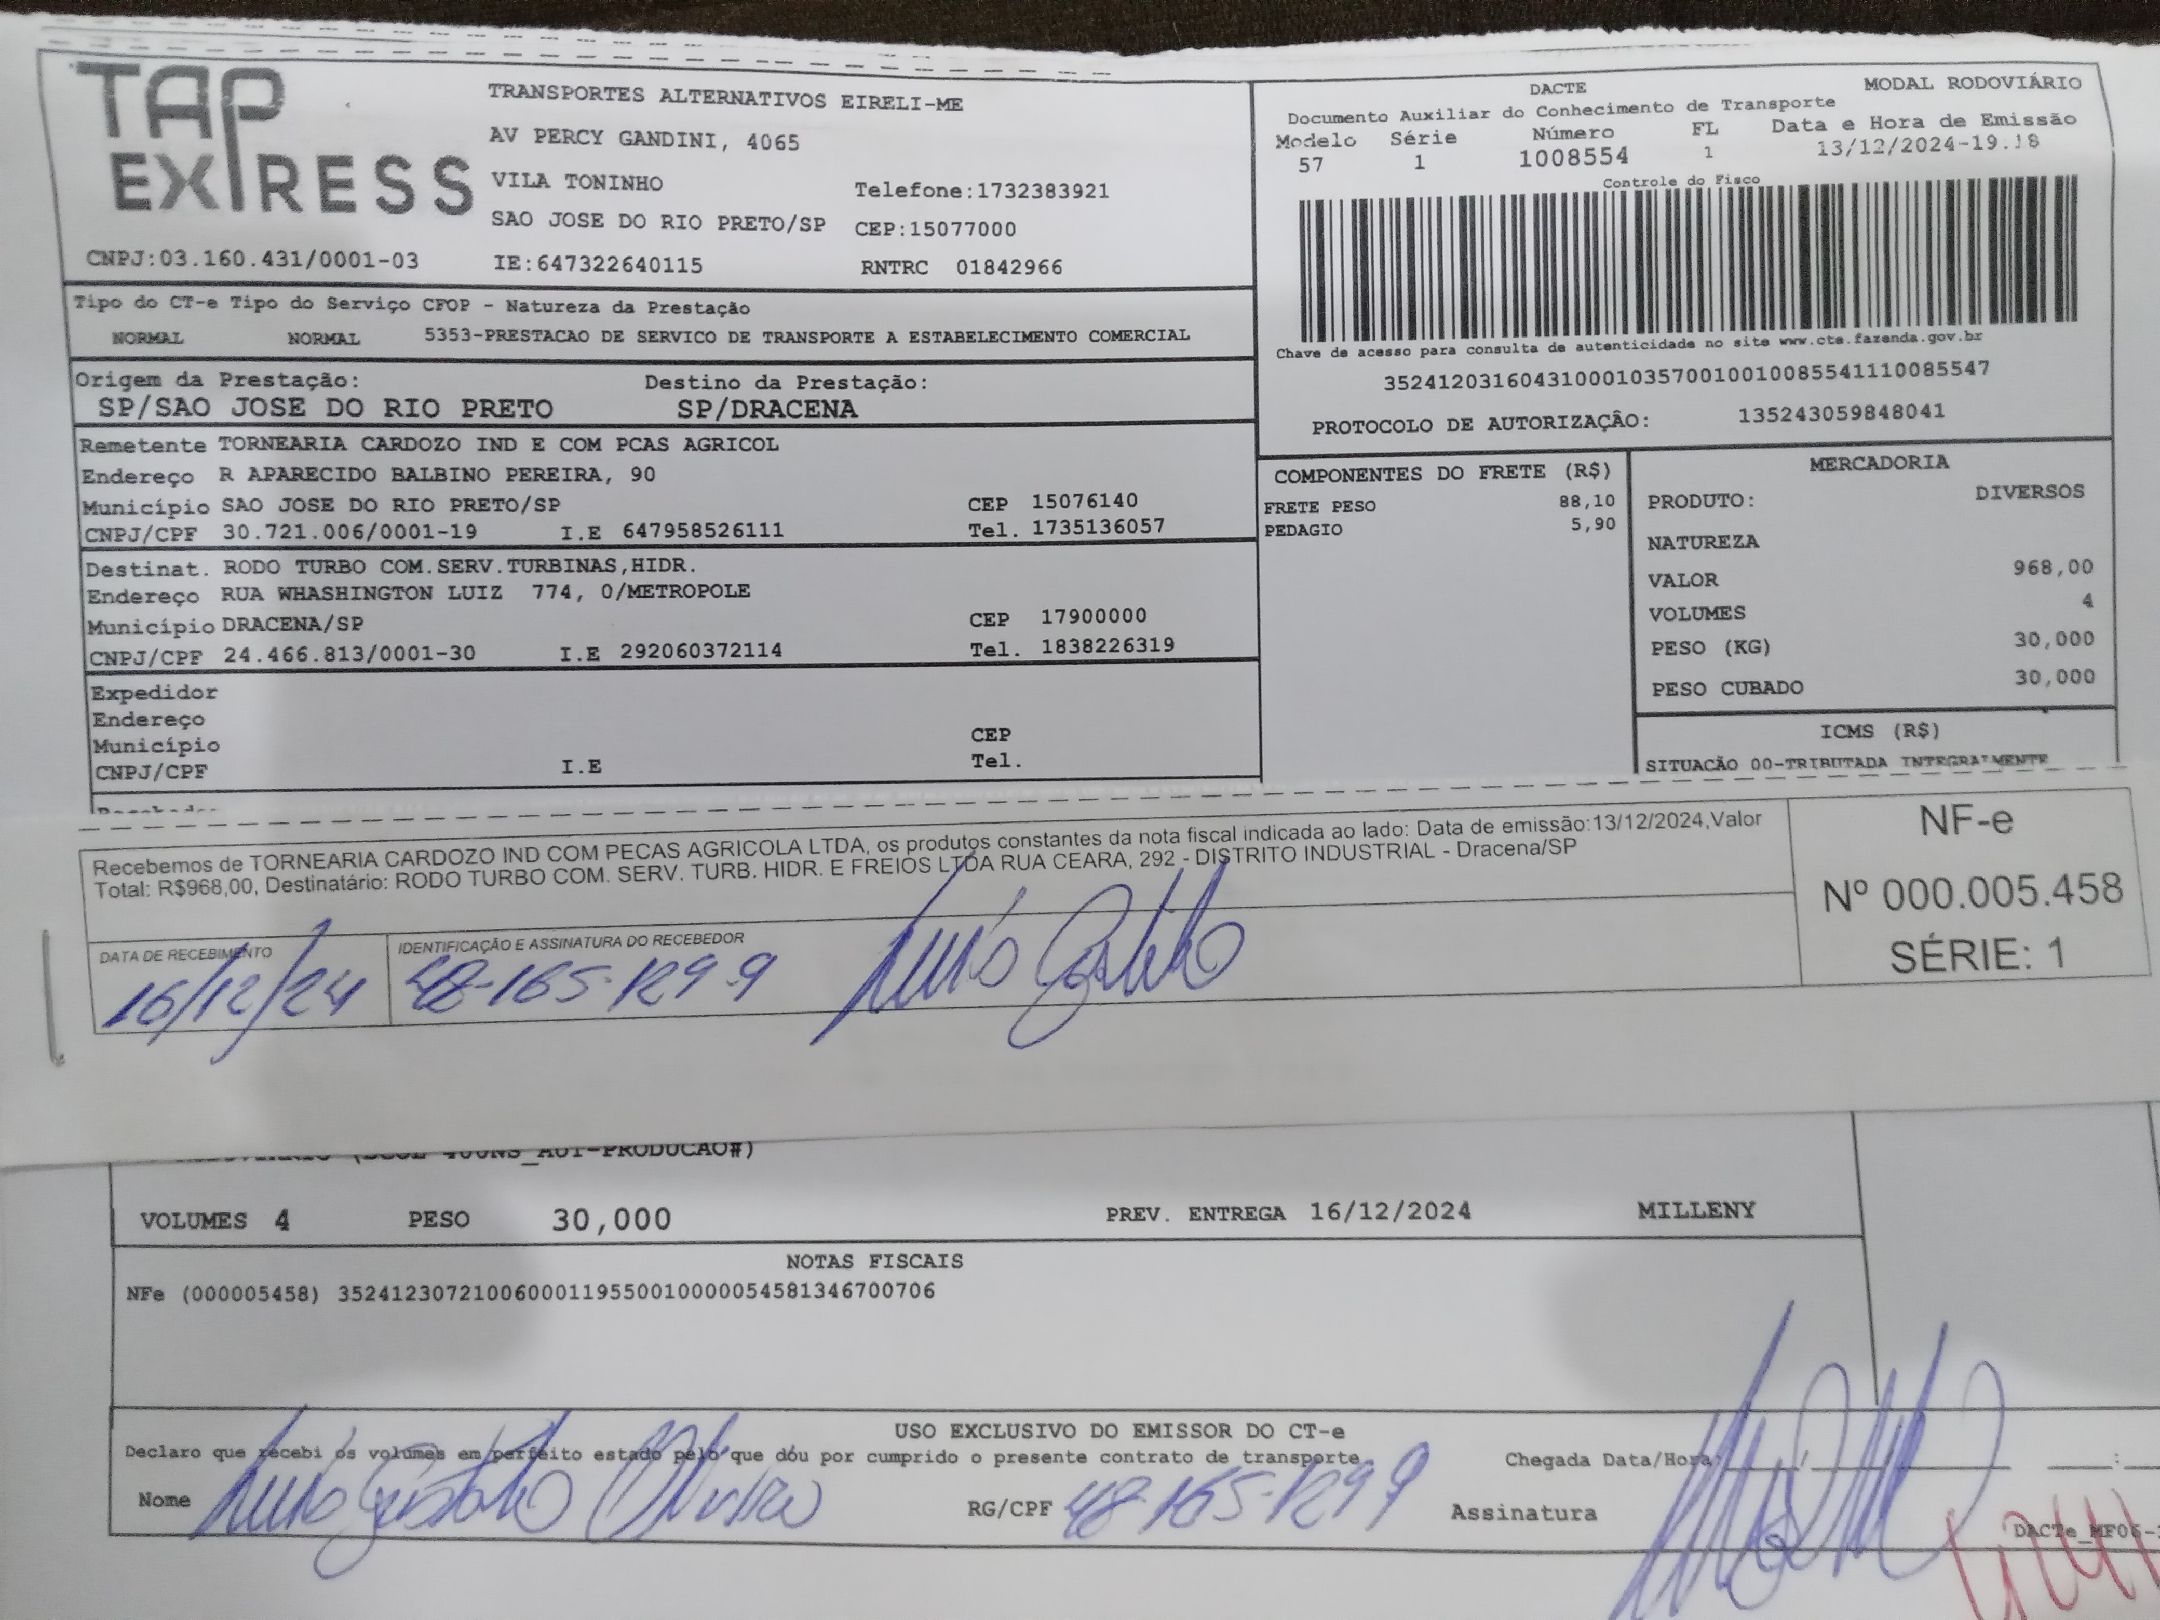 TAP EXPRESS
TRANSPORTES ALTERNATIVOS EIRELI-ME
AV PERCY GANDINI, 4065
VILA TONINHO Telefone:1732383921
SAO JOSE DO RIO PRETO/SP CEP:15077000
CNPJ:03.160.431/0001-03 IE:647322640115 RNTRC 01842966
DACTE MODAL RODOVIÁRIO
Documento Auxiliar do Conhecimento de Transporte
Modelo Série Número FL Data e Hora de Emissão
57 1 1008554 1 13/12/2024-19.18
Controle do Fisco
Chave de acesso para consulta de autenticidade no site www.cte.fazenda.gov.br
35241203160431000103570010010085541110085547
PROTOCOLO DE AUTORIZAÇÃO: 135243059848041
Tipo do CT-e Tipo do Serviço CFOP - Natureza da Prestação
NORMAL NORMAL 5353-PRESTACAO DE SERVICO DE TRANSPORTE A ESTABELECIMENTO COMERCIAL
Origem da Prestação: Destino da Prestação:
SP/SAO JOSE DO RIO PRETO SP/DRACENA
Remetente TORNEARIA CARDOZO IND E COM PCAS AGRICOL
Endereço R APARECIDO BALBINO PEREIRA, 90
Município SAO JOSE DO RIO PRETO/SP CEP 15076140
CNPJ/CPF 30.721.006/0001-19 I.E 647958526111 Tel. 1735136057
Destinat. RODO TURBO COM.SERV.TURBINAS,HIDR.
Endereço RUA WHASHINGTON LUIZ 774, 0/METROPOLE
Município DRACENA/SP CEP 17900000
CNPJ/CPF 24.466.813/0001-30 I.E 292060372114 Tel. 1838226319
Expedidor
Endereço
Município CEP
CNPJ/CPF I.E Tel.
COMPONENTES DO FRETE (R$)
FRETE PESO 88,10
PEDAGIO 5,90
MERCADORIA
PRODUTO: DIVERSOS
NATUREZA
VALOR 968,00
VOLUMES 4
PESO (KG) 30,000
PESO CUBADO 30,000
ICMS (R$)
SITUACÃO 00-TRIBUTADA INTEGRALMENTE
Recebemos de TORNEARIA CARDOZO IND COM PECAS AGRICOLA LTDA, os produtos constantes da nota fiscal indicada ao lado: Data de emissão:13/12/2024,Valor
Total: R$968,00, Destinatário: RODO TURBO COM. SERV. TURB. HIDR. E FREIOS LTDA RUA CEARA, 292 - DISTRITO INDUSTRIAL - Dracena/SP
NF-e
Nº 000.005.458
SÉRIE: 1
DATA DE RECEBIMENTO IDENTIFICAÇÃO E ASSINATURA DO RECEBEDOR
16/12/24 48-165-129 9
VOLUMES 4 PESO 30,000 PREV. ENTREGA 16/12/2024 MILLENY
NOTAS FISCAIS
NFe (000005458) 35241230721006000119550010000054581346700706
USO EXCLUSIVO DO EMISSOR DO CT-e
Declaro que recebi os volumes em perfeito estado pelo que dou por cumprido o presente contrato de transporte Chegada Data/Hora:
Nome Luís Gustavo Oliveira RG/CPF 48-165-129 9 Assinatura